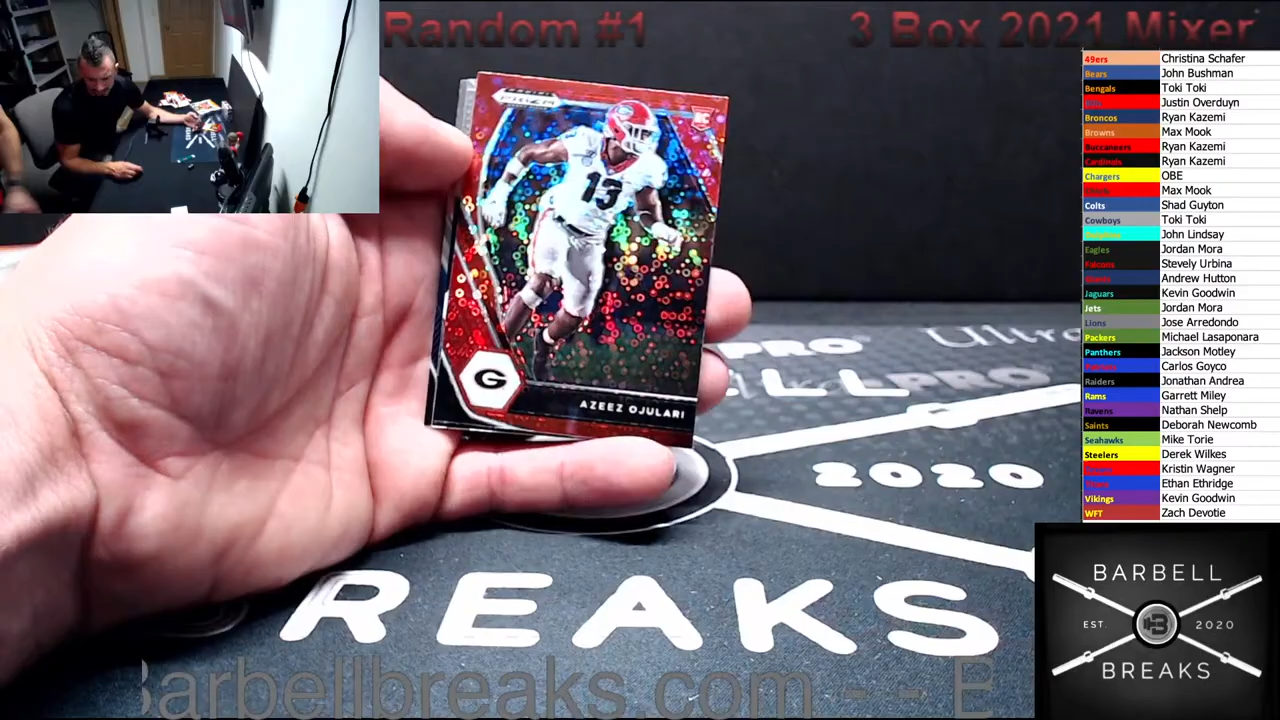 Random #1
3 Box 2021 Mixer
49ers Christina Schafer
Bears John Bushman
Bengals Toki Toki
Bills Justin Overduyn
Broncos Ryan Kazemi
Browns Max Mook
Buccaneers Ryan Kazemi
Cardinals Ryan Kazemi
Chargers OBE
Chiefs Max Mook
Colts Shad Guyton
Cowboys Toki Toki
Dolphins John Lindsay
Eagles Jordan Mora
Falcons Stevely Urbina
Giants Andrew Hutton
Jaguars Kevin Goodwin
Jets Jordan Mora
Lions Jose Arredondo
Packers Michael Lasaponara
Panthers Jackson Motley
Patriots Carlos Goyco
Raiders Jonathan Andrea
Rams Garrett Miley
Ravens Nathan Shelp
Saints Deborah Newcomb
Seahawks Mike Torie
Steelers Derek Wilkes
Texans Kristin Wagner
Titans Ethan Ethridge
Vikings Kevin Goodwin
WFT Zach Devotie
PANINI
PRIZM
RC
13
G
AZEEZ OJULARI
PRO
Ultra
LLPRO
2020
REAKS
Barbellbreaks.com - - E
BARBELL
EST. B 2020
BREAKS